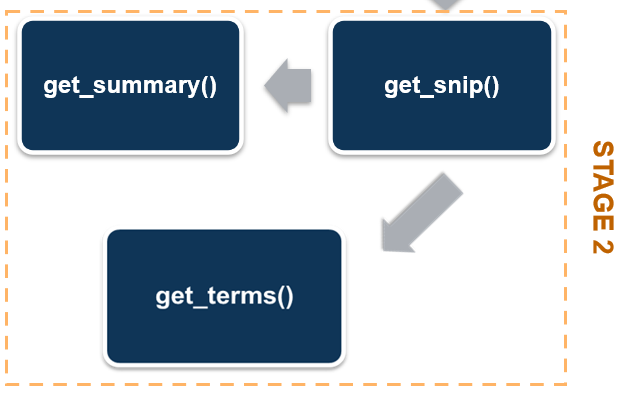 get_summary()
get_snip()
get_terms()
STAGE 2